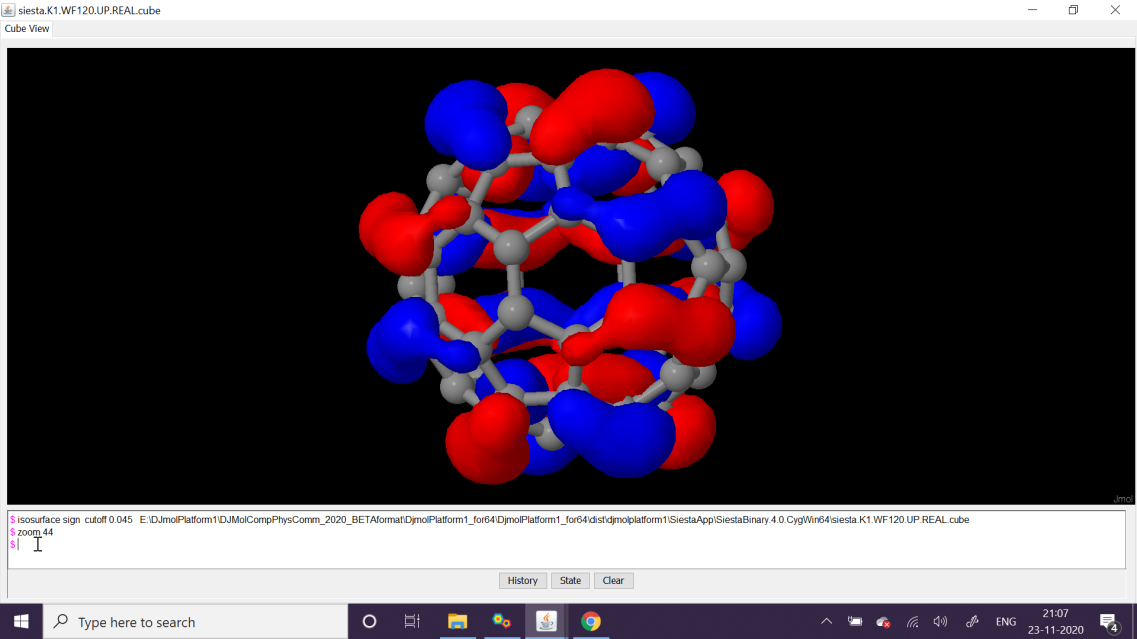 siesta.K1.WF120.UP.REAL.cube
Cube View
Jmol
$ isosurface sign cutoff 0.045 E:\DJmolPlatform1\DJMolCompPhysComm_2020_BETAformat\DjmolPlatform1_for64\DjmolPlatform1_for64\dist\djmolplatform1\SiestaApp\SiestaBinary.4.0.CygWin64\siesta.K1.WF120.UP.REAL.cube
$ zoom 44
$
History State Clear
Type here to search
ENG
21:07
23-11-2020
4